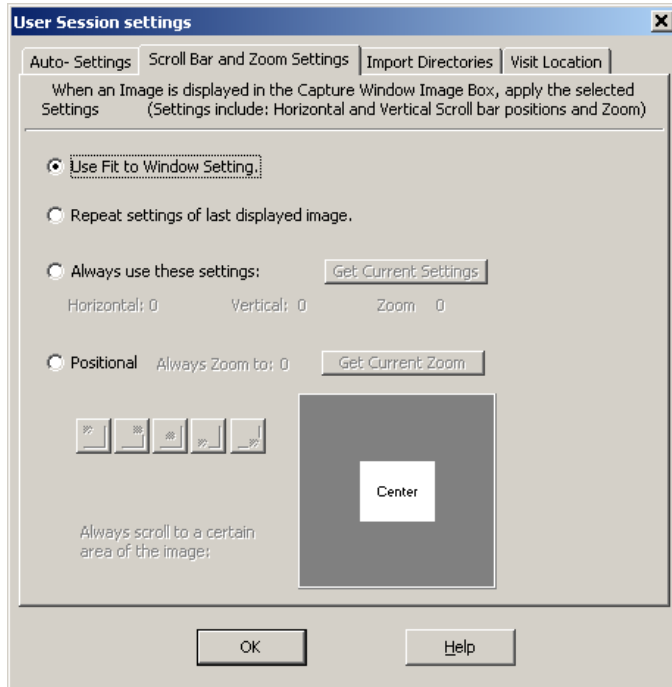 User Session settings
Auto- Settings
Scroll Bar and Zoom Settings
Import Directories
Visit Location
When an Image is displayed in the Capture Window Image Box, apply the selected
Settings (Settings include: Horizontal and Vertical Scroll bar positions and Zoom)
Use Fit to Window Setting.
Repeat settings of last displayed image.
Always use these settings:
Get Current Settings
Horizontal: 0
Vertical: 0
Zoom 0
Positional
Always Zoom to: 0
Get Current Zoom
Center
Always scroll to a certain
area of the image:
OK
Help